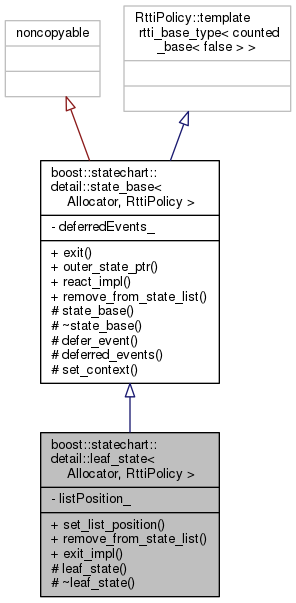 noncopyable
RttiPolicy::template
rtti_base_type< counted
_base< false > >
boost::statechart::
detail::state_base<
Allocator, RttiPolicy >
- deferredEvents_
+ exit()
+ outer_state_ptr()
+ react_impl()
+ remove_from_state_list()
# state_base()
# ~state_base()
# defer_event()
# deferred_events()
# set_context()
boost::statechart::
detail::leaf_state<
Allocator, RttiPolicy >
- listPosition_
+ set_list_position()
+ remove_from_state_list()
+ exit_impl()
# leaf_state()
# ~leaf_state()